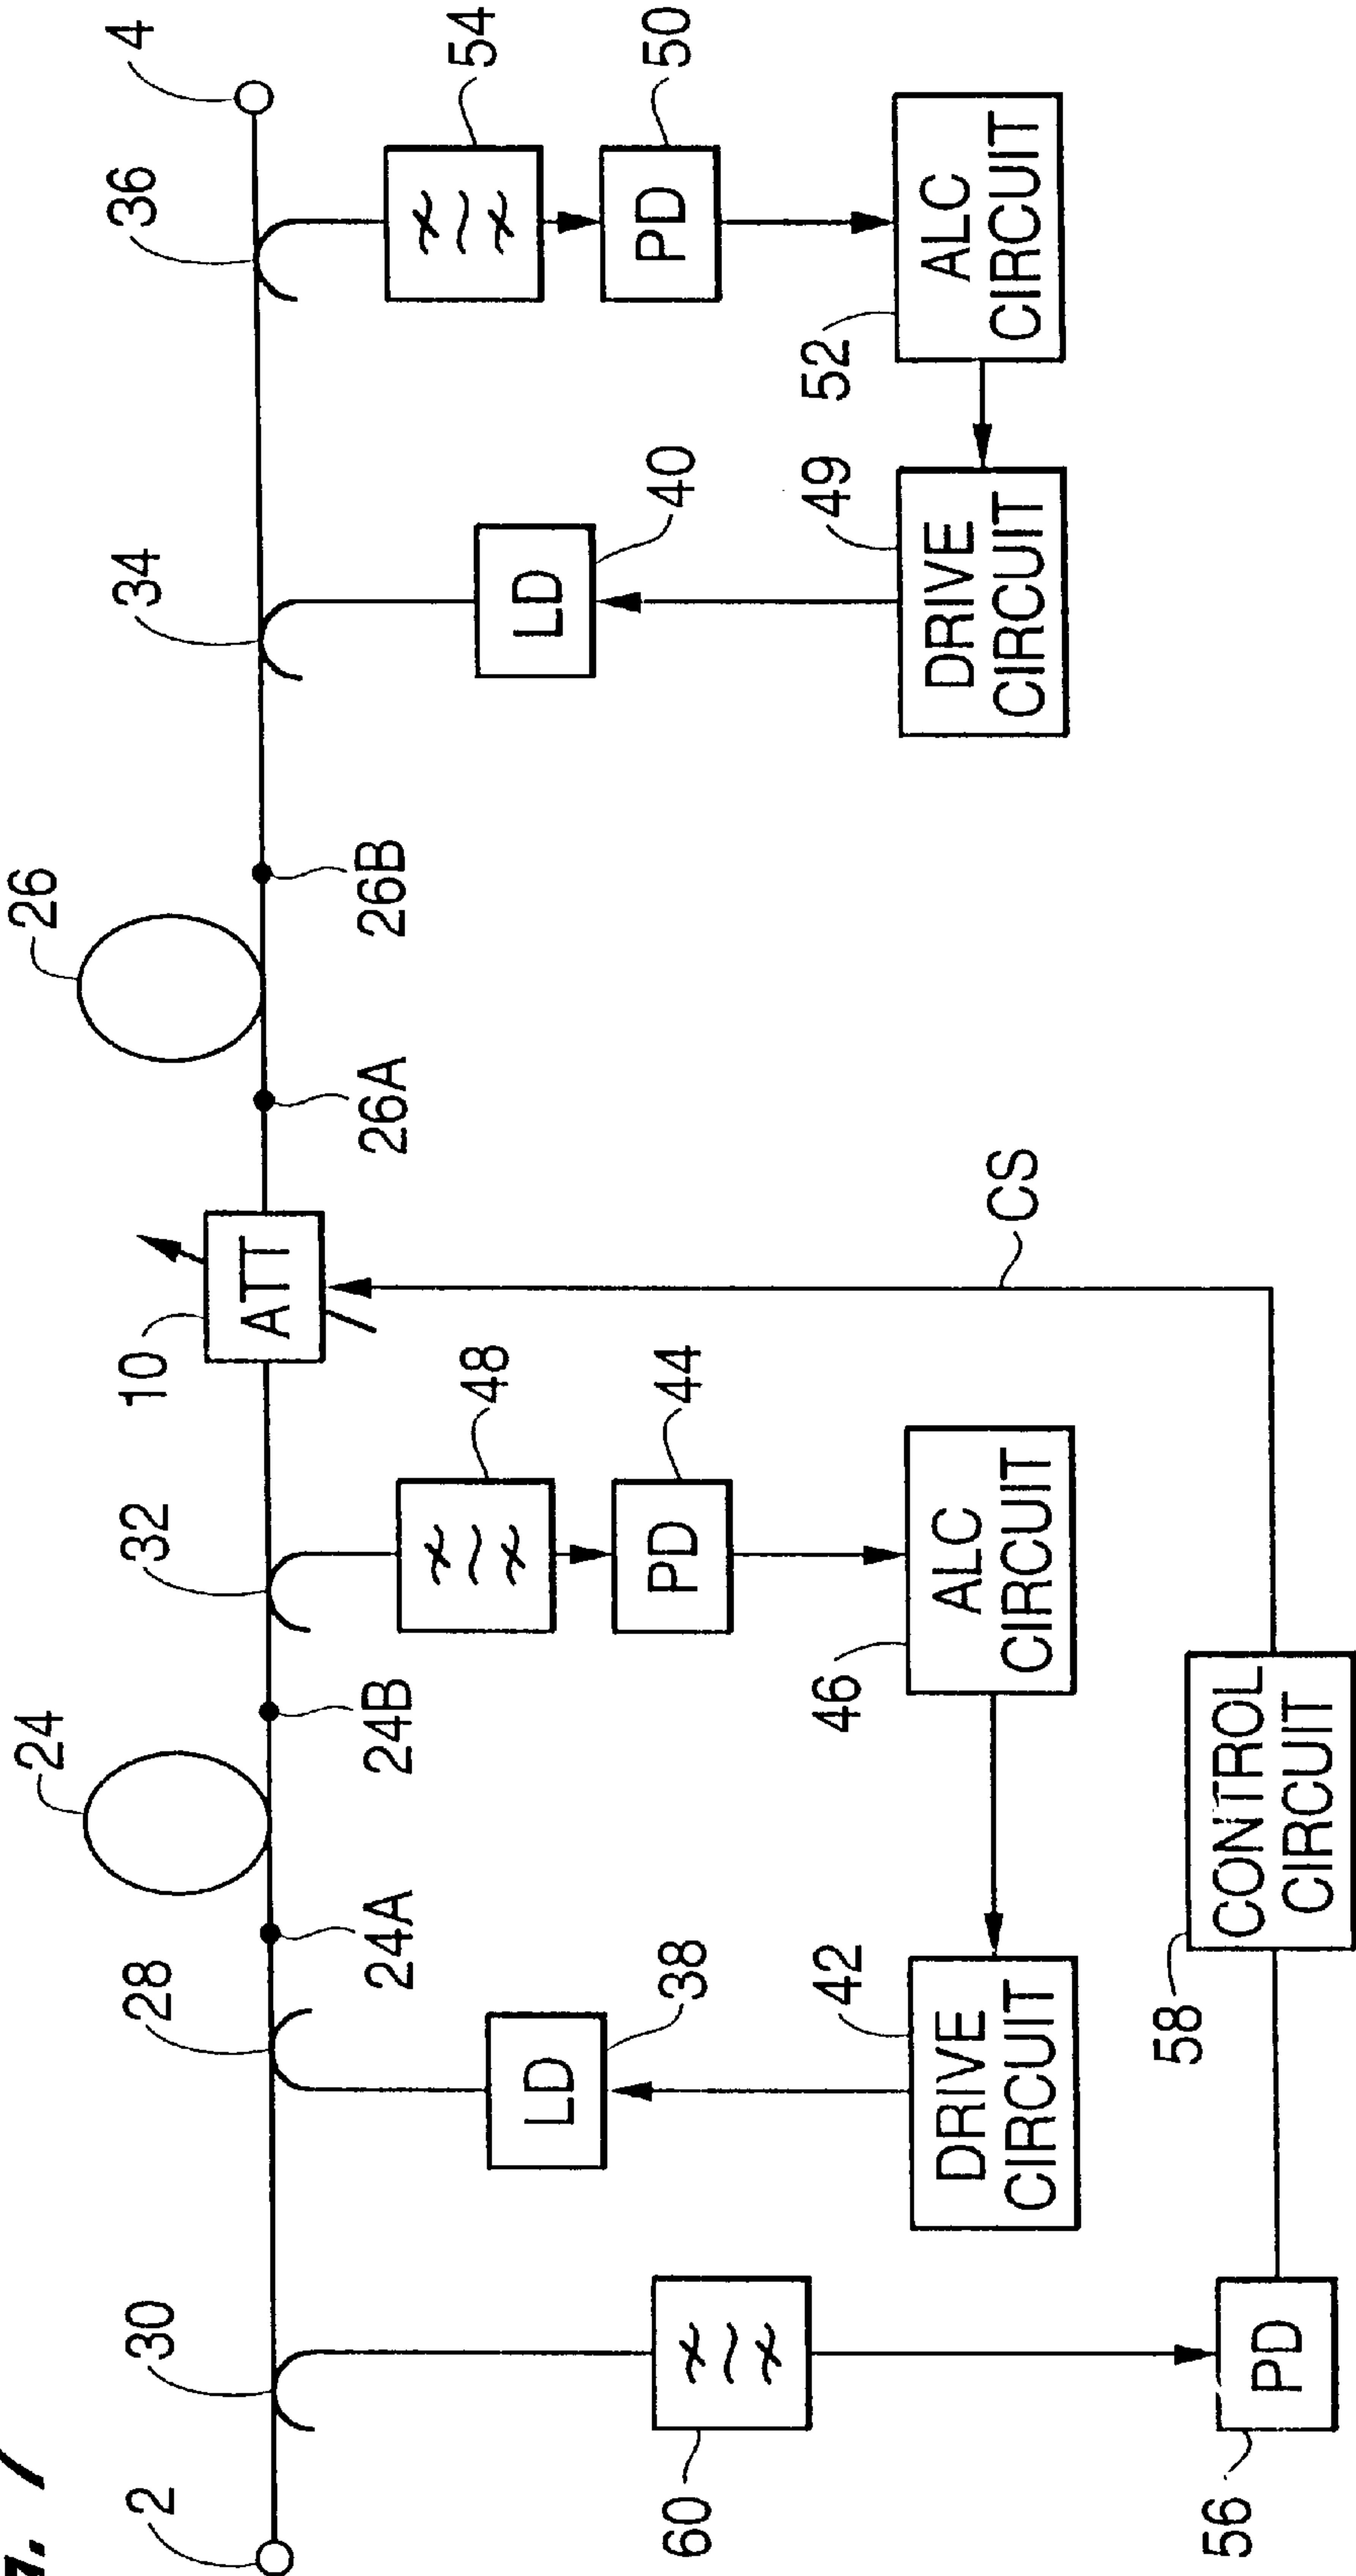 2
30
28
24
24A
24B
32
10
ATT
26A
26
26B
34
36
4
60
LD
38
48
PD
44
LD
40
54
PD
50
DRIVE
CIRCUIT
42
ALC
CIRCUIT
46
CS
DRIVE
CIRCUIT
49
ALC
CIRCUIT
52
PD
56
CONTROL
CIRCUIT
58